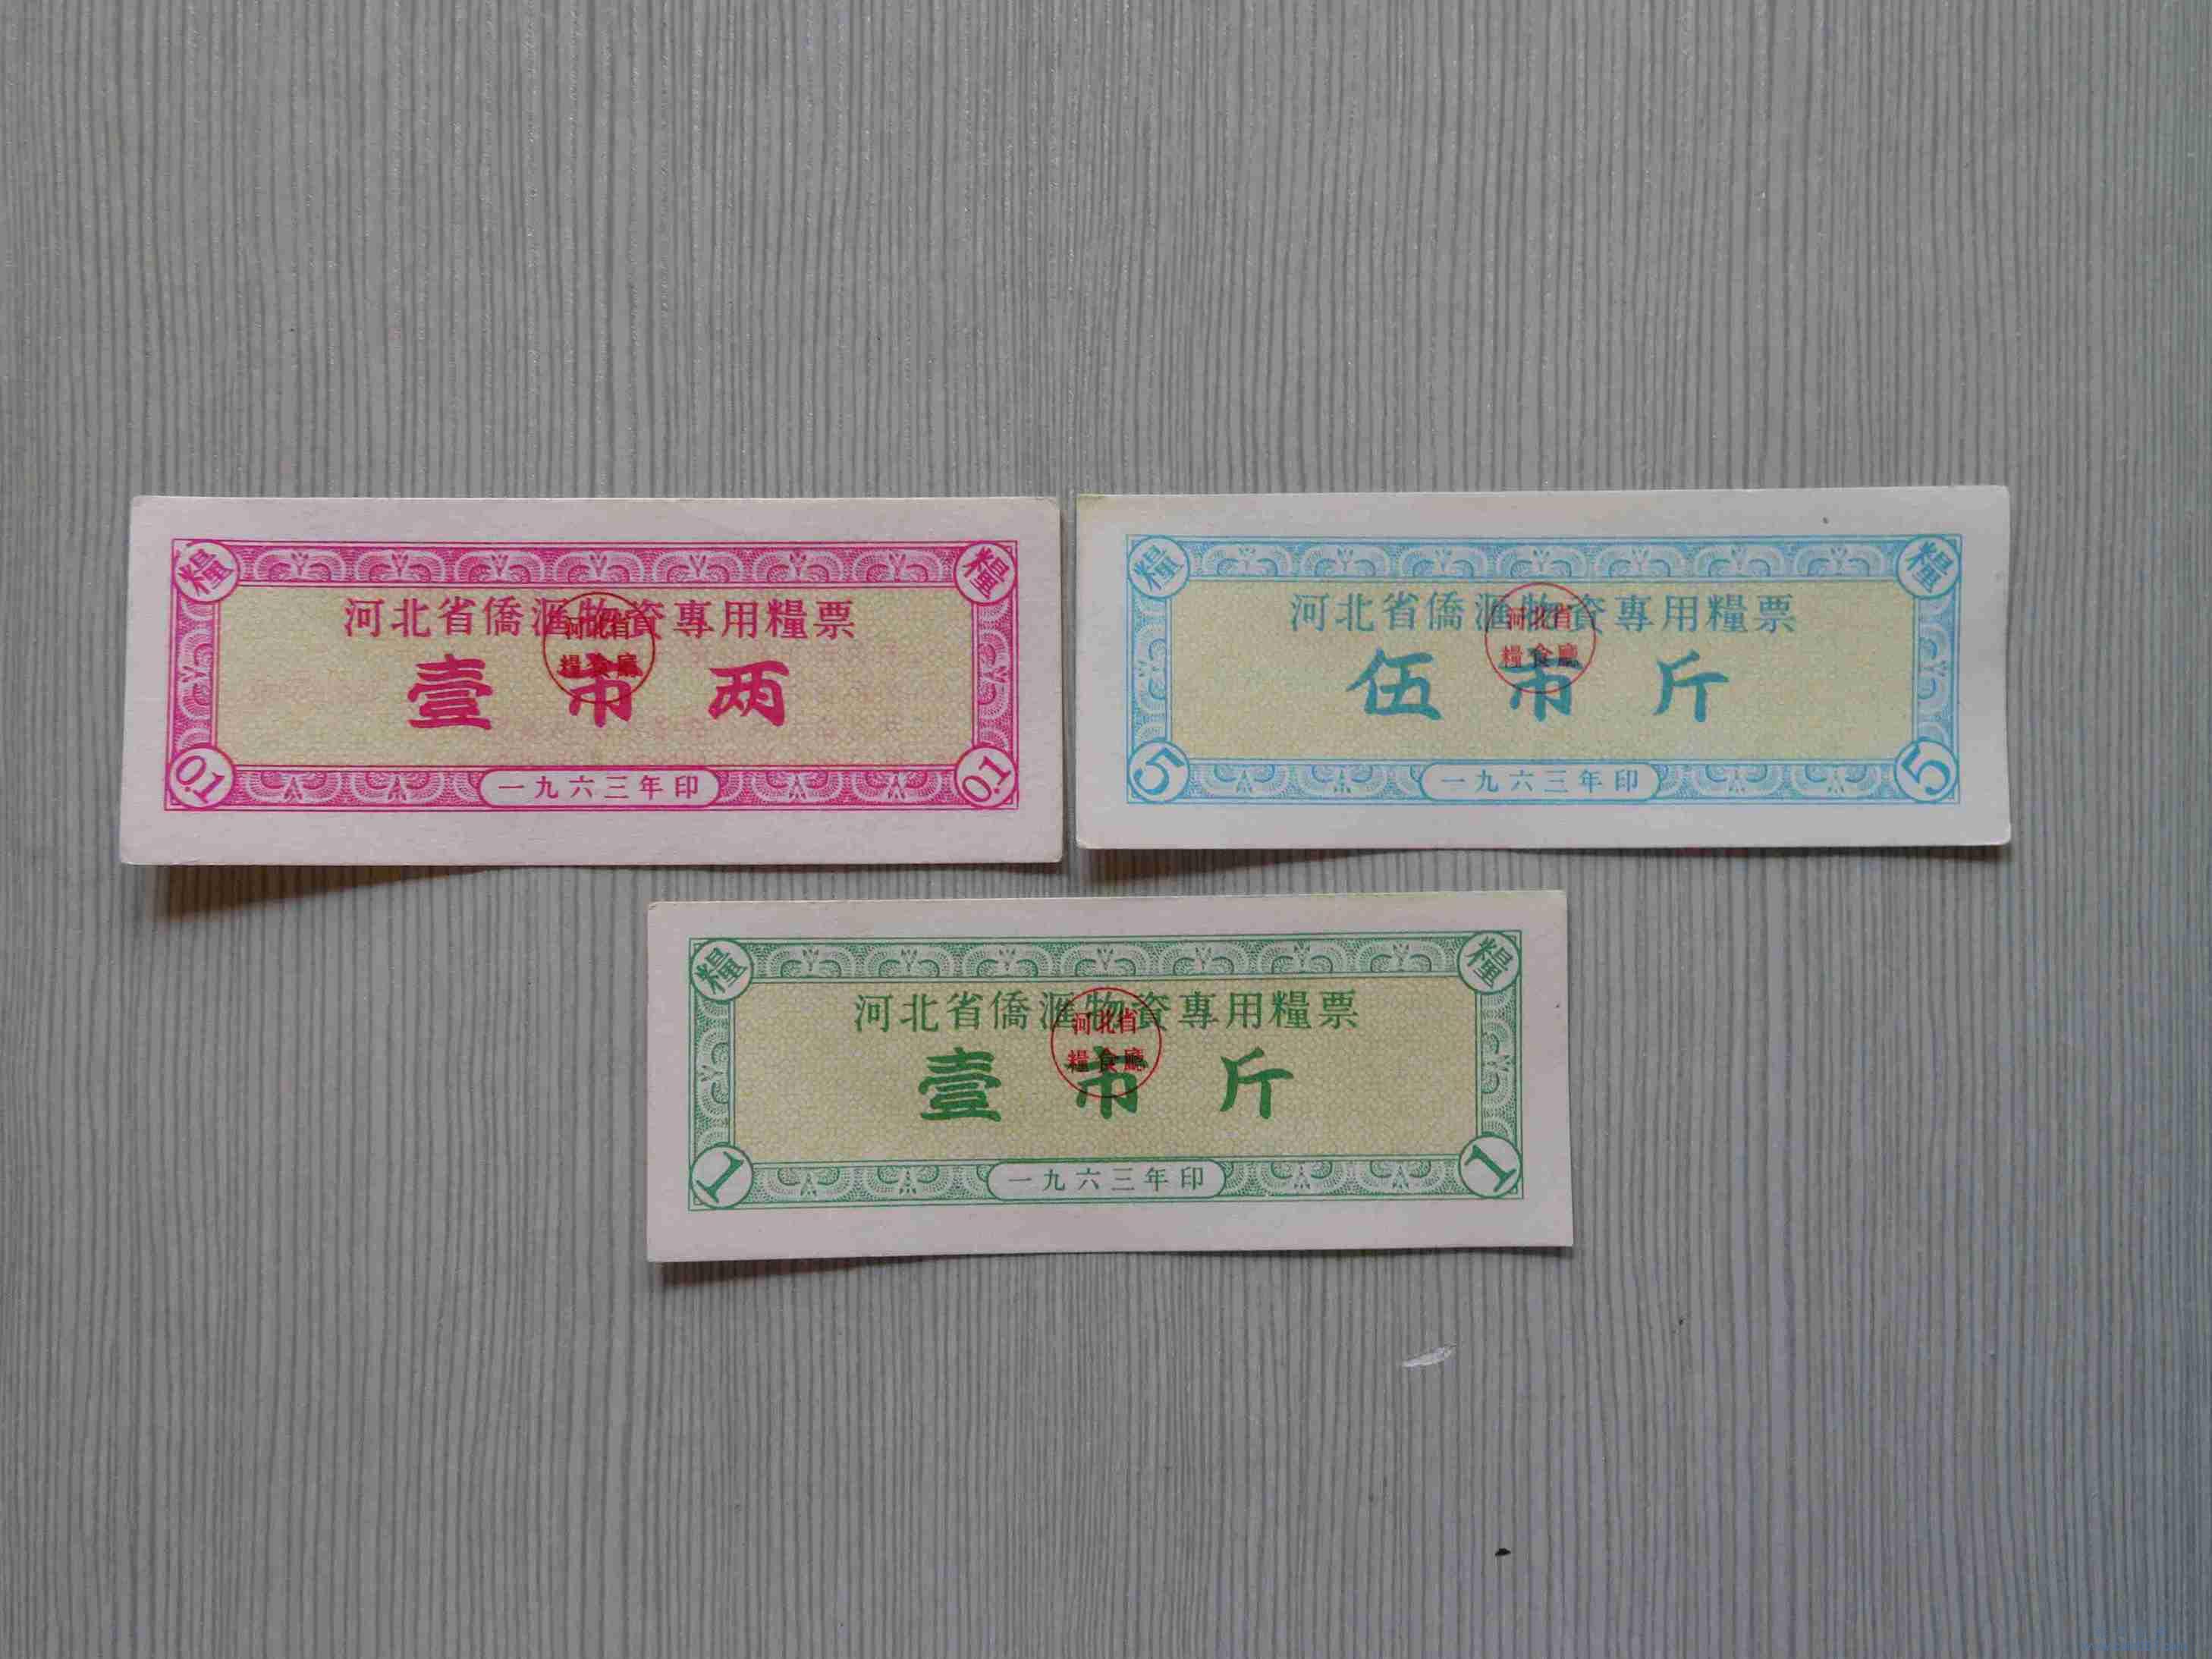 糧 糧
河北省僑滙物資專用糧票
河北省
糧食廳
壹市两
0.1 一九六三年印 0.1
糧 糧
河北省僑滙物資專用糧票
河北省
糧食廳
伍市斤
5 一九六三年印 5
糧 糧
河北省僑滙物資專用糧票
河北省
糧食廳
壹市斤
1 一九六三年印 1